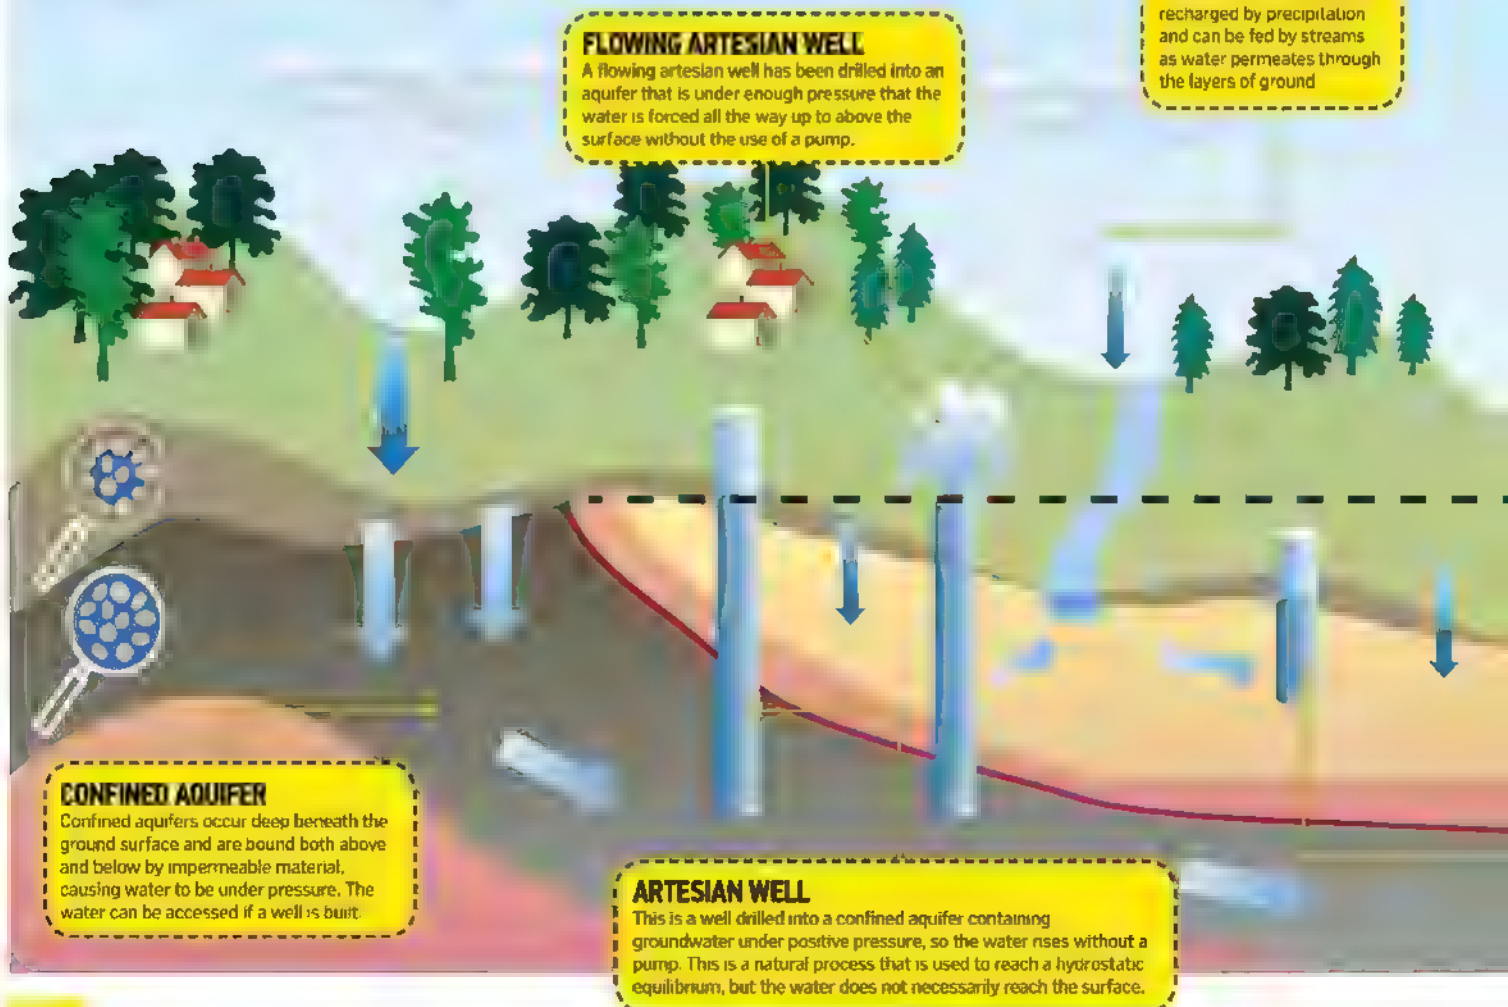 FLOWING ARTESIAN WELL
A flowing artesian well has been drilled into an
aquifer that is under enough pressure that the
water is forced all the way up to above the
surface without the use of a pump.
recharged by precipitation
and can be fed by streams
as water permeates through
the layers of ground
CONFINED AQUIFER
Confined aquifers occur deep beneath the
ground surface and are bound both above
and below by impermeable material,
causing water to be under pressure. The
water can be accessed if a well is built.
ARTESIAN WELL
This is a well drilled into a confined aquifer containing
groundwater under positive pressure, so the water rises without a
pump. This is a natural process that is used to reach a hydrostatic
equilibrium, but the water does not necessarily reach the surface.